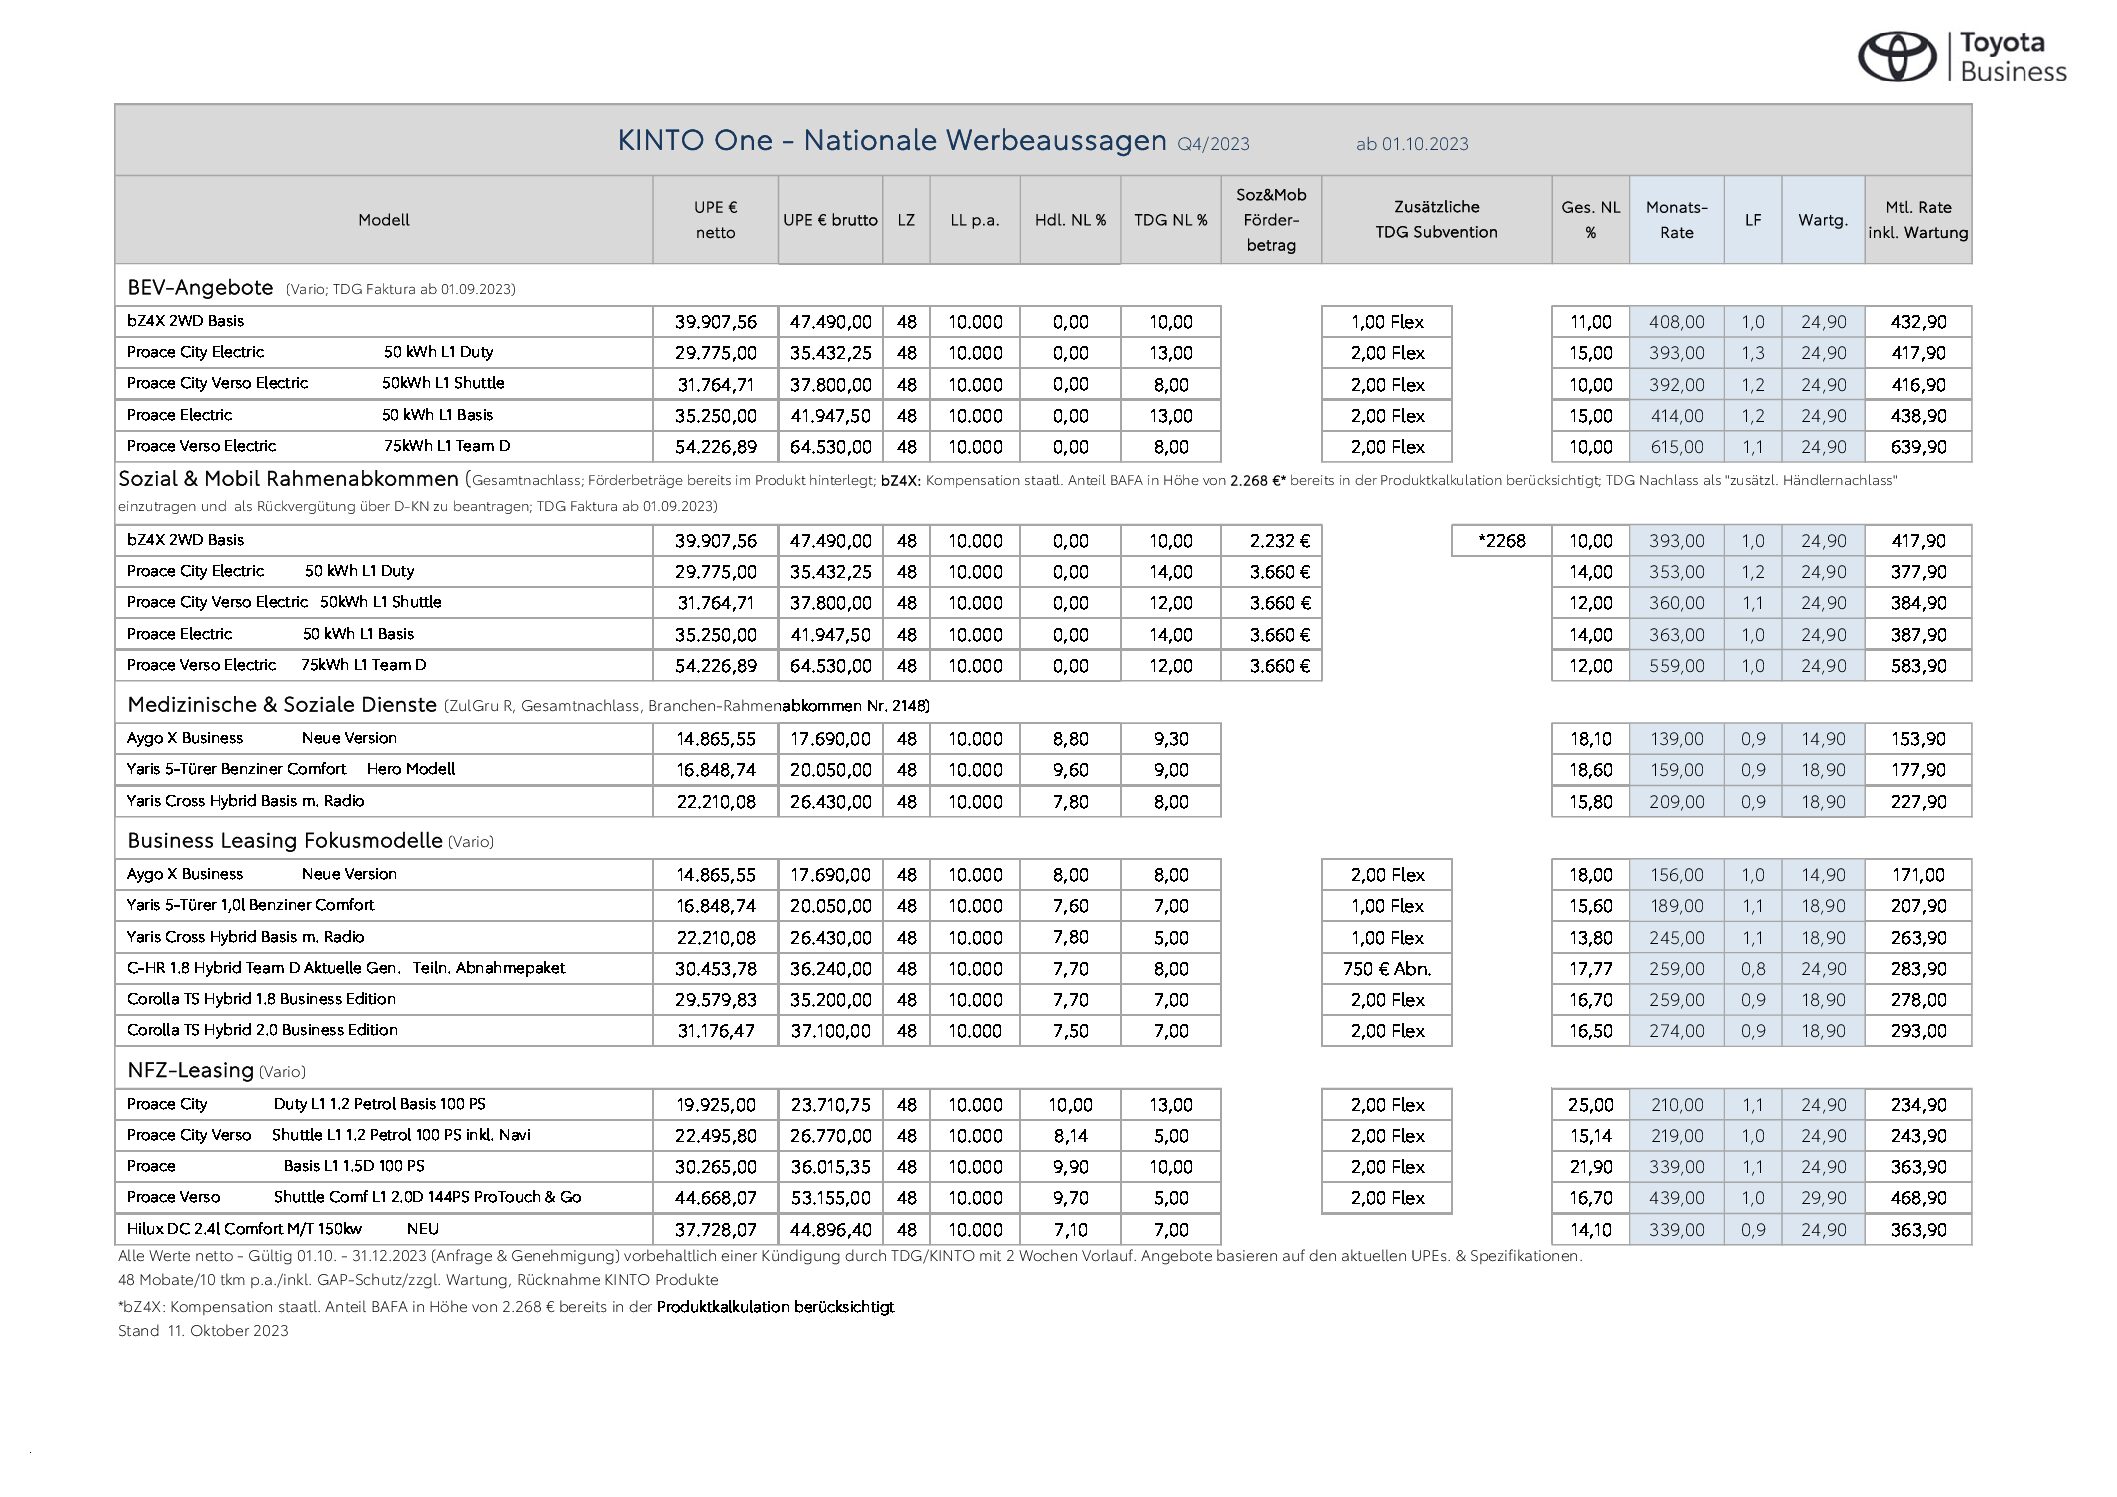 Toyota
Business
KINTO One - Nationale Werbeaussagen Q4/2023 ab 01.10.2023
Modell UPE € netto UPE € brutto LZ LL p.a. Hdl. NL % TDG NL % Soz&Mob Förder- betrag Zusätzliche TDG Subvention Ges. NL % Monats- Rate LF Wartg. Mtl. Rate inkl. Wartung
BEV-Angebote (Vario; TDG Faktura ab 01.09.2023)
bZ4X 2WD Basis 39.907,56 47.490,00 48 10.000 0,00 10,00 1,00 Flex 11,00 408,00 1,0 24,90 432,90
Proace City Electric 50 kWh L1 Duty 29.775,00 35.432,25 48 10.000 0,00 13,00 2,00 Flex 15,00 393,00 1,3 24,90 417,90
Proace City Verso Electric 50kWh L1 Shuttle 31.764,71 37.800,00 48 10.000 0,00 8,00 2,00 Flex 10,00 392,00 1,2 24,90 416,90
Proace Electric 50 kWh L1 Basis 35.250,00 41.947,50 48 10.000 0,00 13,00 2,00 Flex 15,00 414,00 1,2 24,90 438,90
Proace Verso Electric 75kWh L1 Team D 54.226,89 64.530,00 48 10.000 0,00 8,00 2,00 Flex 10,00 615,00 1,1 24,90 639,90
Sozial & Mobil Rahmenabkommen (Gesamtnachlass; Förderbeträge bereits im Produkt hinterlegt; bZ4X: Kompensation staatl. Anteil BAFA in Höhe von 2.268 €* bereits in der Produktkalkulation berücksichtigt; TDG Nachlass als "zusätzl. Händlernachlass"
einzutragen und als Rückvergütung über D-KN zu beantragen; TDG Faktura ab 01.09.2023)
bZ4X 2WD Basis 39.907,56 47.490,00 48 10.000 0,00 10,00 2.232 € *2268 10,00 393,00 1,0 24,90 417,90
Proace City Electric 50 kWh L1 Duty 29.775,00 35.432,25 48 10.000 0,00 14,00 3.660 € 14,00 353,00 1,2 24,90 377,90
Proace City Verso Electric 50kWh L1 Shuttle 31.764,71 37.800,00 48 10.000 0,00 12,00 3.660 € 12,00 360,00 1,1 24,90 384,90
Proace Electric 50 kWh L1 Basis 35.250,00 41.947,50 48 10.000 0,00 14,00 3.660 € 14,00 363,00 1,0 24,90 387,90
Proace Verso Electric 75kWh L1 Team D 54.226,89 64.530,00 48 10.000 0,00 12,00 3.660 € 12,00 559,00 1,0 24,90 583,90
Medizinische & Soziale Dienste (ZulGru R, Gesamtnachlass, Branchen-Rahmenabkommen Nr. 2148)
Aygo X Business Neue Version 14.865,55 17.690,00 48 10.000 8,80 9,30 18,10 139,00 0,9 14,90 153,90
Yaris 5-Türer Benziner Comfort Hero Modell 16.848,74 20.050,00 48 10.000 9,60 9,00 18,60 159,00 0,9 18,90 177,90
Yaris Cross Hybrid Basis m. Radio 22.210,08 26.430,00 48 10.000 7,80 8,00 15,80 209,00 0,9 18,90 227,90
Business Leasing Fokusmodelle (Vario)
Aygo X Business Neue Version 14.865,55 17.690,00 48 10.000 8,00 8,00 2,00 Flex 18,00 156,00 1,0 14,90 171,00
Yaris 5-Türer 1,0l Benziner Comfort 16.848,74 20.050,00 48 10.000 7,60 7,00 1,00 Flex 15,60 189,00 1,1 18,90 207,90
Yaris Cross Hybrid Basis m. Radio 22.210,08 26.430,00 48 10.000 7,80 5,00 1,00 Flex 13,80 245,00 1,1 18,90 263,90
C-HR 1.8 Hybrid Team D Aktuelle Gen. Teiln. Abnahmepaket 30.453,78 36.240,00 48 10.000 7,70 8,00 750 € Abn. 17,77 259,00 0,8 24,90 283,90
Corolla TS Hybrid 1.8 Business Edition 29.579,83 35.200,00 48 10.000 7,70 7,00 2,00 Flex 16,70 259,00 0,9 18,90 278,00
Corolla TS Hybrid 2.0 Business Edition 31.176,47 37.100,00 48 10.000 7,50 7,00 2,00 Flex 16,50 274,00 0,9 18,90 293,00
NFZ-Leasing (Vario)
Proace City Duty L1 1.2 Petrol Basis 100 PS 19.925,00 23.710,75 48 10.000 10,00 13,00 2,00 Flex 25,00 210,00 1,1 24,90 234,90
Proace City Verso Shuttle L1 1.2 Petrol 100 PS inkl. Navi 22.495,80 26.770,00 48 10.000 8,14 5,00 2,00 Flex 15,14 219,00 1,0 24,90 243,90
Proace Basis L1 1.5D 100 PS 30.265,00 36.015,35 48 10.000 9,90 10,00 2,00 Flex 21,90 339,00 1,1 24,90 363,90
Proace Verso Shuttle Comf L1 2.0D 144PS ProTouch & Go 44.668,07 53.155,00 48 10.000 9,70 5,00 2,00 Flex 16,70 439,00 1,0 29,90 468,90
Hilux DC 2.4l Comfort M/T 150kw NEU 37.728,07 44.896,40 48 10.000 7,10 7,00 14,10 339,00 0,9 24,90 363,90
Alle Werte netto - Gültig 01.10. - 31.12.2023 (Anfrage & Genehmigung) vorbehaltlich einer Kündigung durch TDG/KINTO mit 2 Wochen Vorlauf. Angebote basieren auf den aktuellen UPEs. & Spezifikationen.
48 Mobate/10 tkm p.a./inkl. GAP-Schutz/zzgl. Wartung, Rücknahme KINTO Produkte
*bZ4X: Kompensation staatl. Anteil BAFA in Höhe von 2.268 € bereits in der Produktkalkulation berücksichtigt
Stand 11. Oktober 2023